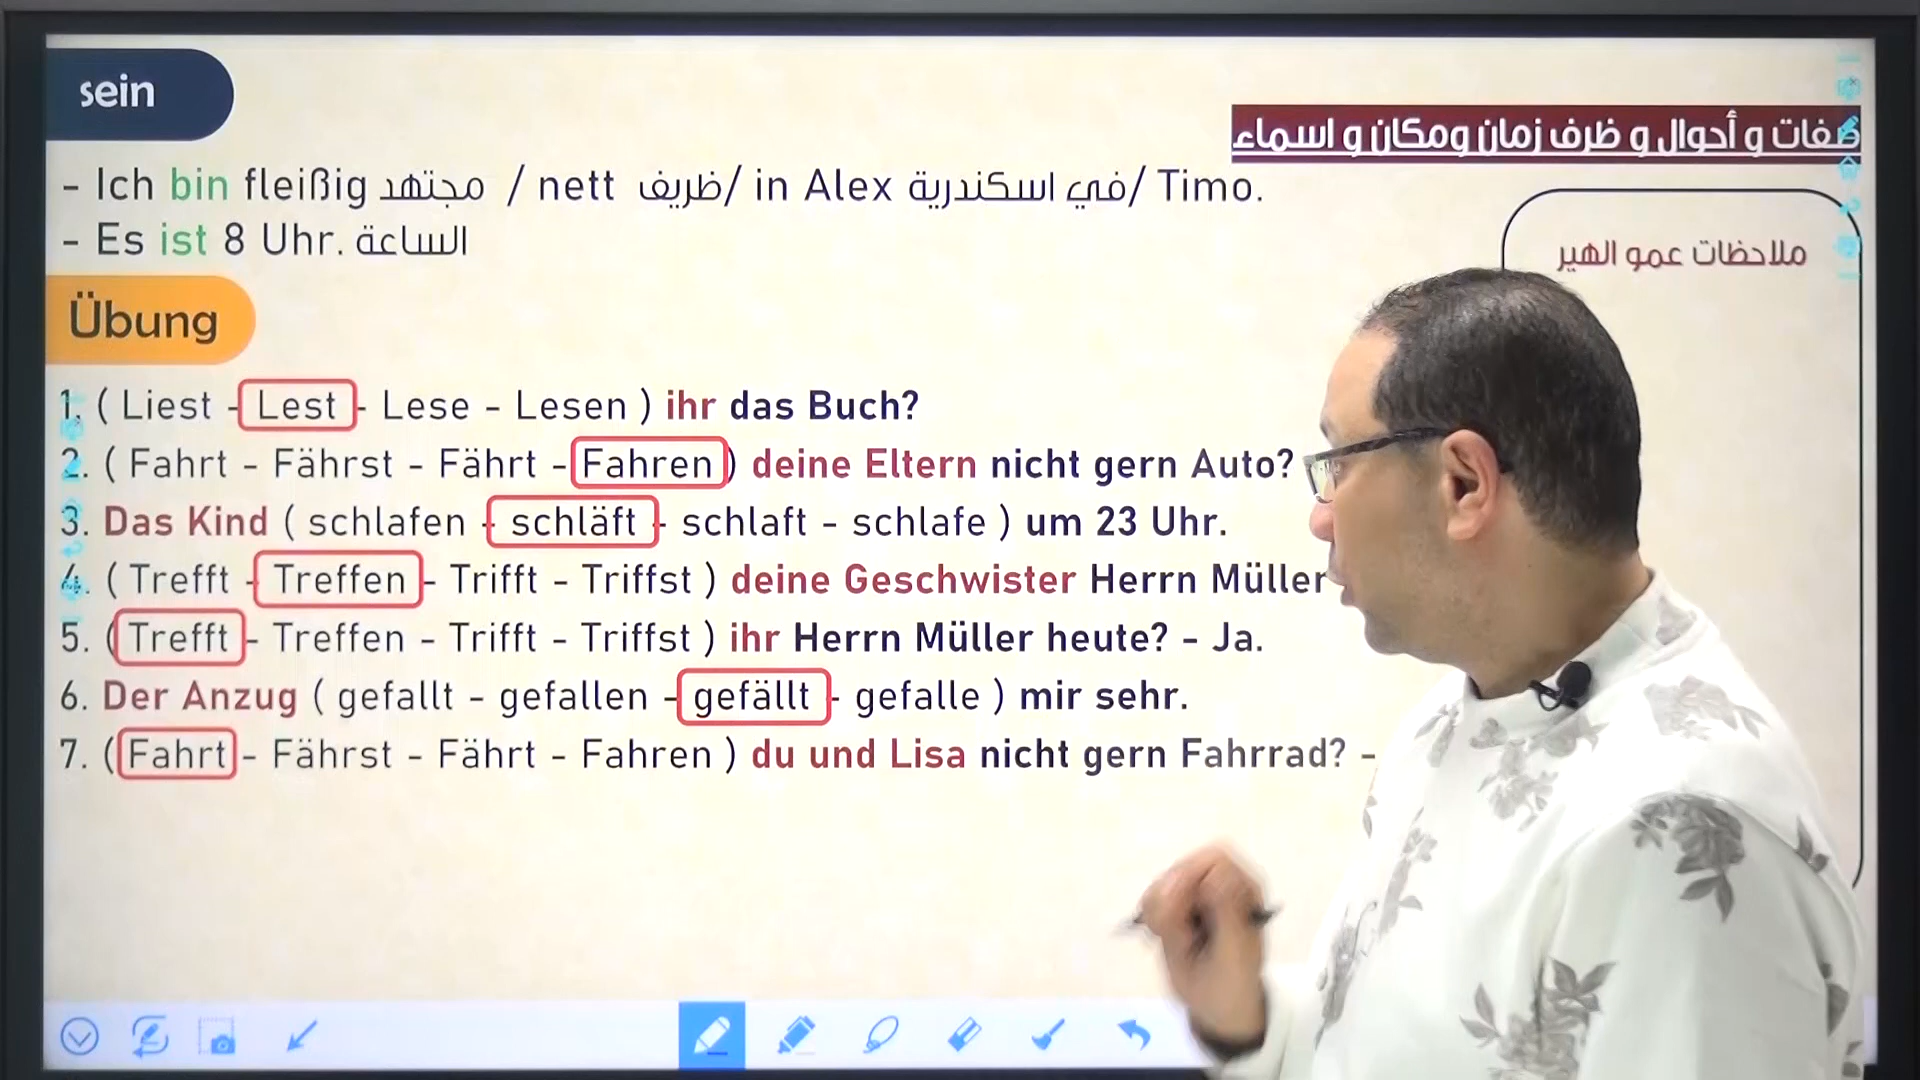 sein
صفات و أحوال و ظرف زمان ومكان و اسماء
- Ich bin fleißig مجتهد / nett ظريف / in Alex في اسكندرية / Timo.
- Es ist 8 Uhr. الساعة
ملاحظات عمو الهير
Übung
1. ( Liest - Lest - Lese - Lesen ) ihr das Buch?
2. ( Fahrt - Fährst - Fährt - Fahren ) deine Eltern nicht gern Auto?
3. Das Kind ( schlafen - schläft - schlaft - schlafe ) um 23 Uhr.
4. ( Trefft - Treffen - Trifft - Triffst ) deine Geschwister Herrn Müller
5. ( Trefft - Treffen - Trifft - Triffst ) ihr Herrn Müller heute? - Ja.
6. Der Anzug ( gefallt - gefallen - gefällt - gefalle ) mir sehr.
7. ( Fahrt - Fährst - Fährt - Fahren ) du und Lisa nicht gern Fahrrad? -